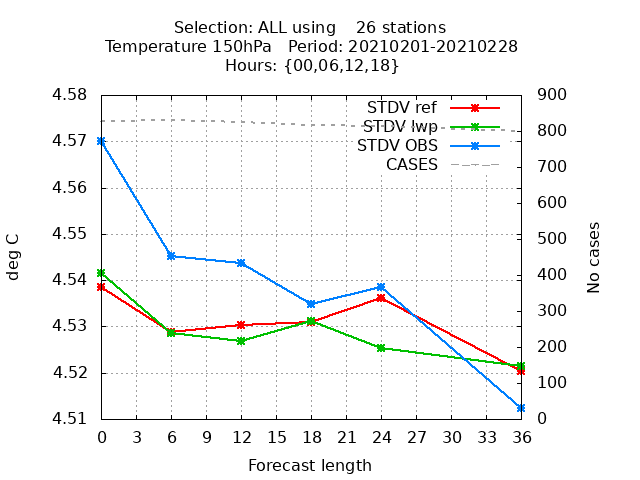 Selection: ALL using    26 stations
Temperature 150hPa   Period: 20210201-20210228
Hours: {00,06,12,18}
STDV ref
STDV lwp
STDV OBS
CASES
4.58
4.57
4.56
4.55
4.54
4.53
4.52
4.51
900
800
700
600
500
400
300
200
100
0
deg C
No cases
0 3 6 9 12 15 18 21 24 27 30 33 36
Forecast length